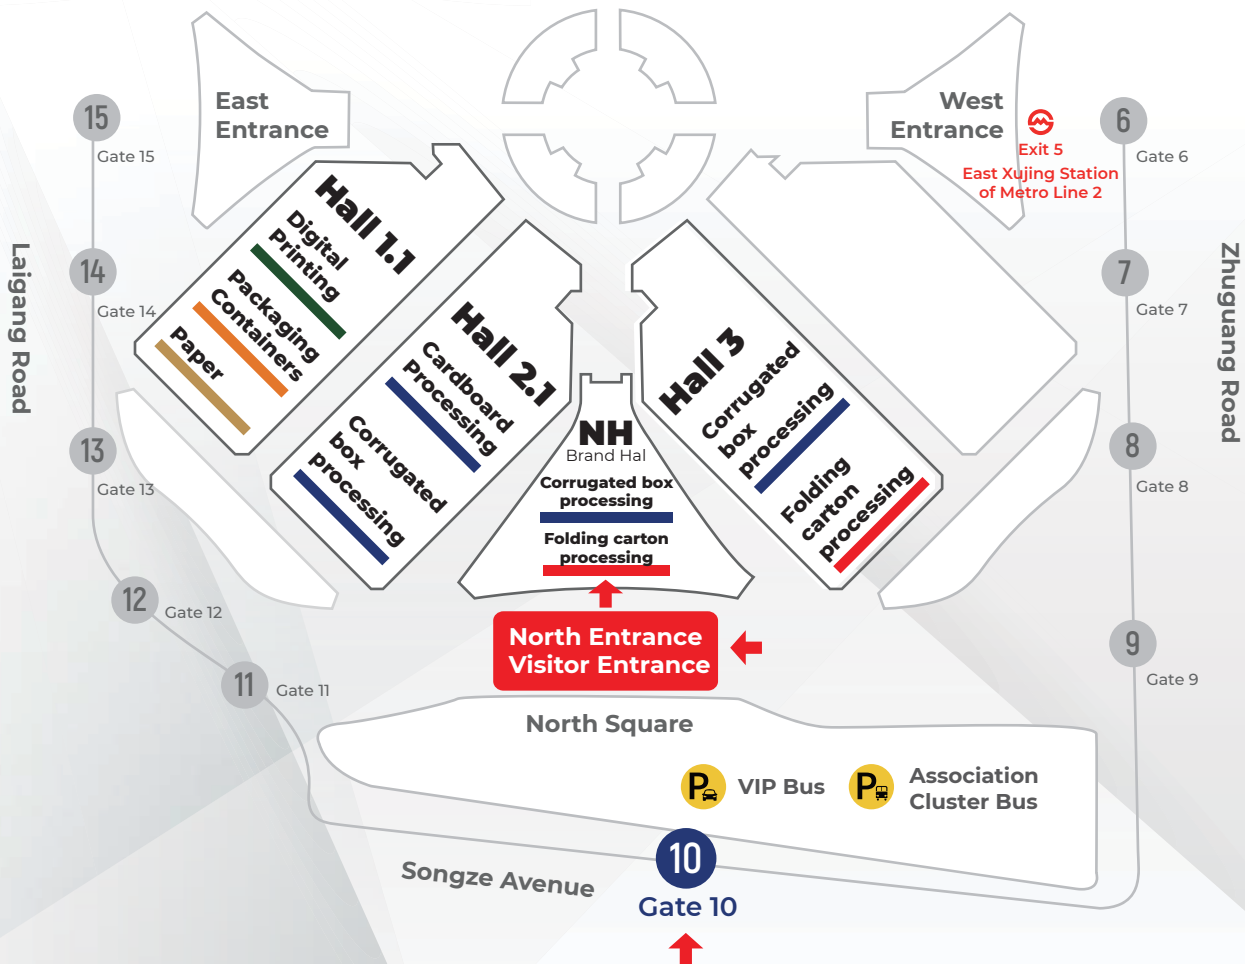 East
Entrance
West
Entrance
Exit 5
East Xujing Station
of Metro Line 2
15
Gate 15
14
Gate 14
13
Gate 13
12
Gate 12
11
Gate 11
Laigang Road
6
Gate 6
7
Gate 7
8
Gate 8
9
Gate 9
Zhuguang Road
Hall 1.1
Digital
Printing
Packaging
Containers
Paper
Hall 2.1
Cardboard
Processing
Corrugated
box
processing
NH
Brand Hal
Corrugated box
processing
Folding carton
processing
Hall 3
Corrugated
box
processing
Folding
carton
processing
North Entrance
Visitor Entrance
North Square
P
VIP Bus
P
Association
Cluster Bus
Songze Avenue
10
Gate 10